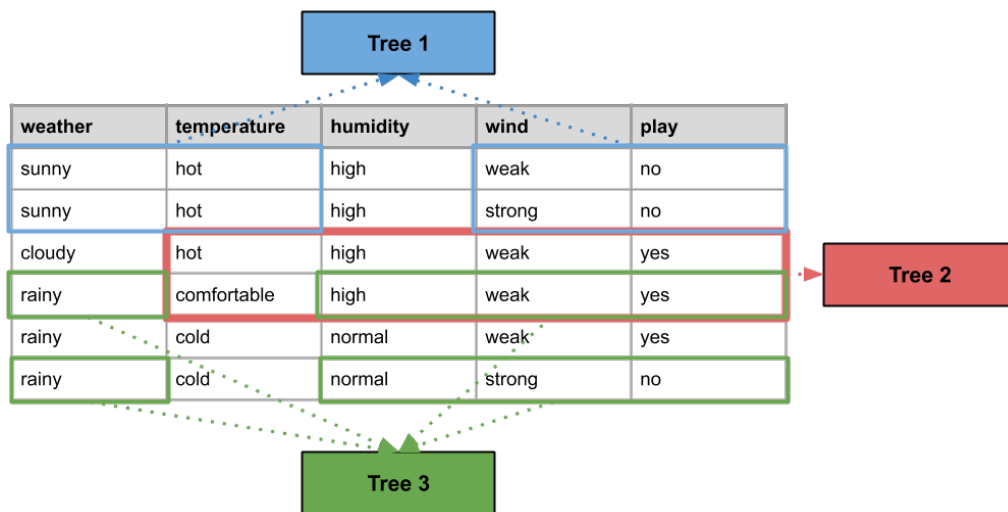 Tree 1
weather temperature humidity wind play
sunny hot high weak no
sunny hot high strong no
cloudy hot high weak yes
Tree 2
rainy comfortable high weak yes
rainy cold normal weak yes
rainy cold normal strong no
Tree 3